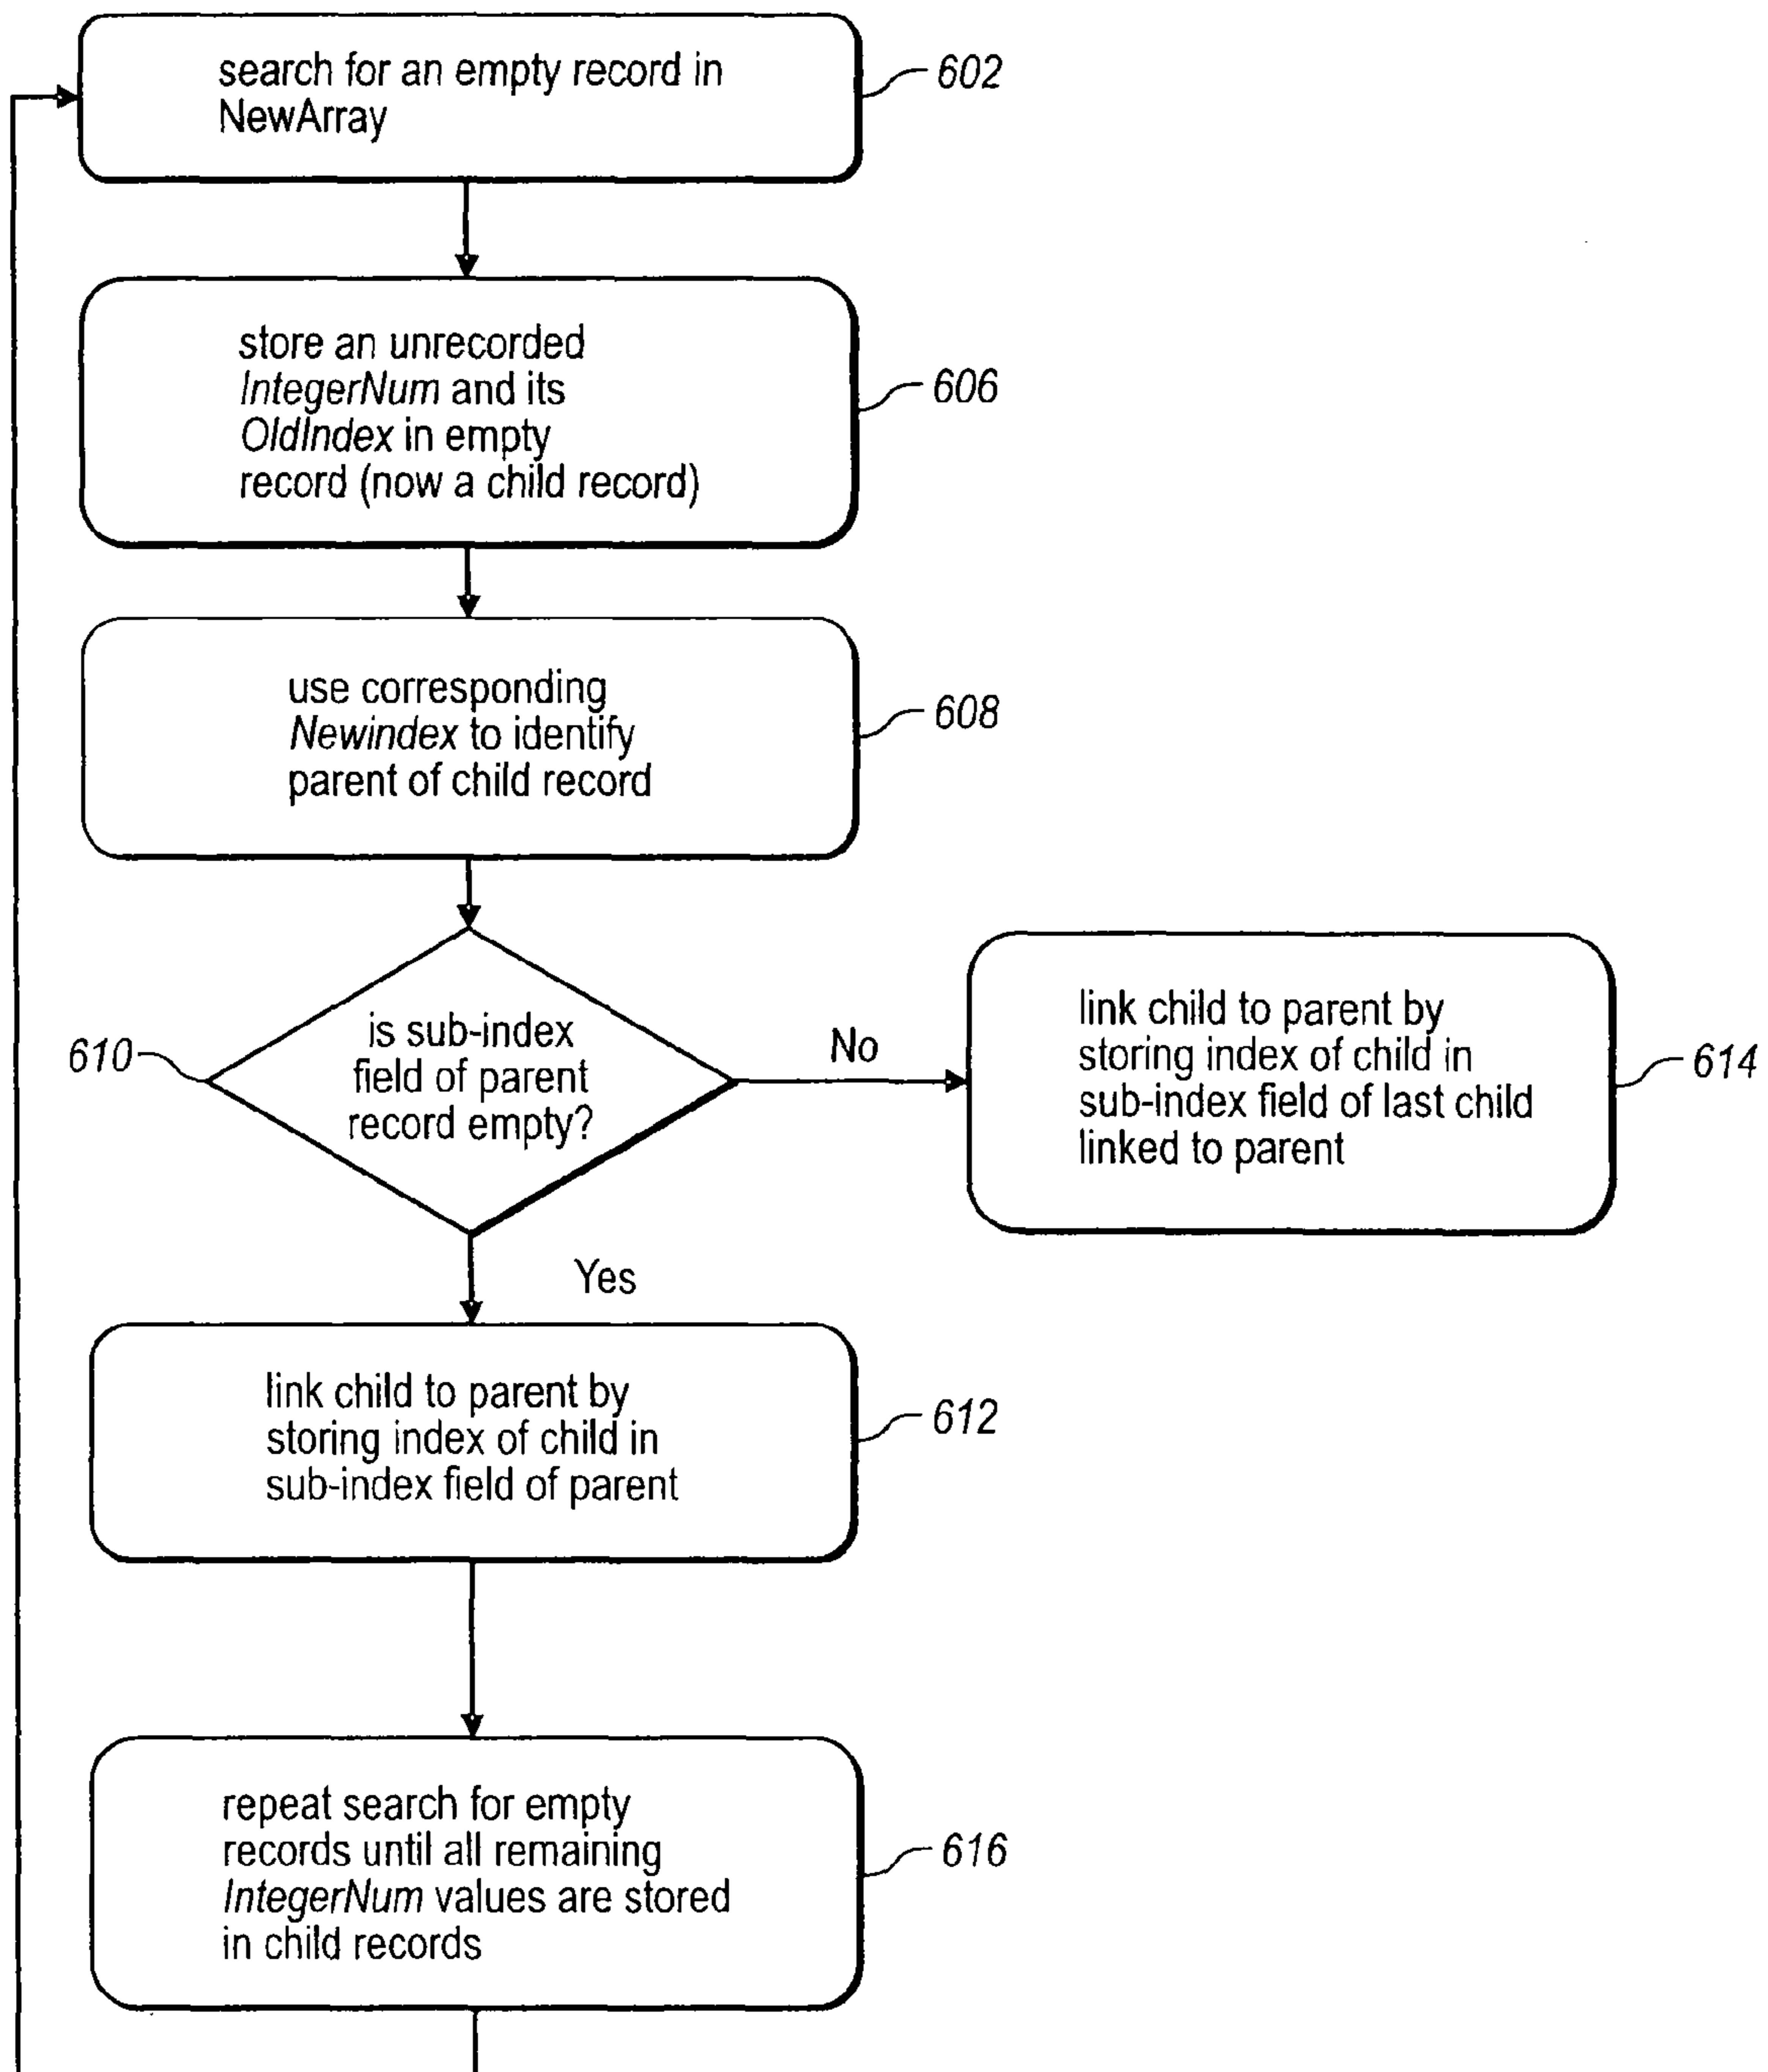 search for an empty record in
NewArray
602
store an unrecorded
IntegerNum and its
OldIndex in empty
record (now a child record)
606
use corresponding
Newindex to identify
parent of child record
608
is sub-index
field of parent
record empty?
610
No
link child to parent by
storing index of child in
sub-index field of last child
linked to parent
614
Yes
link child to parent by
storing index of child in
sub-index field of parent
612
repeat search for empty
records until all remaining
IntegerNum values are stored
in child records
616